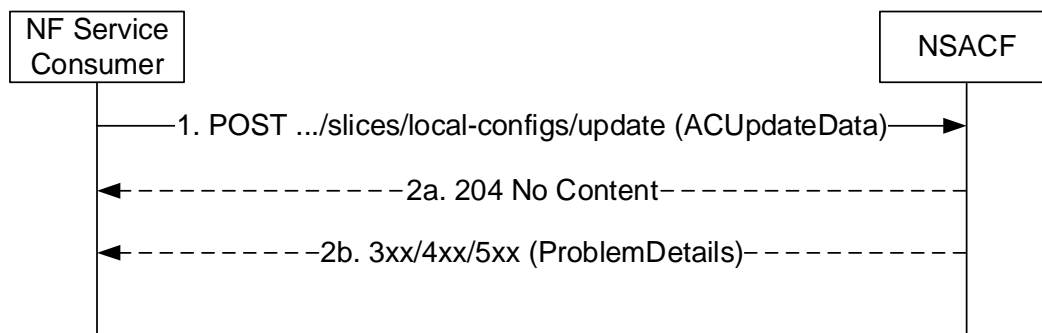 NF Service
Consumer
NSACF
1. POST .../slices/local-configs/update (ACUpdateData)
2a. 204 No Content
2b. 3xx/4xx/5xx (ProblemDetails)